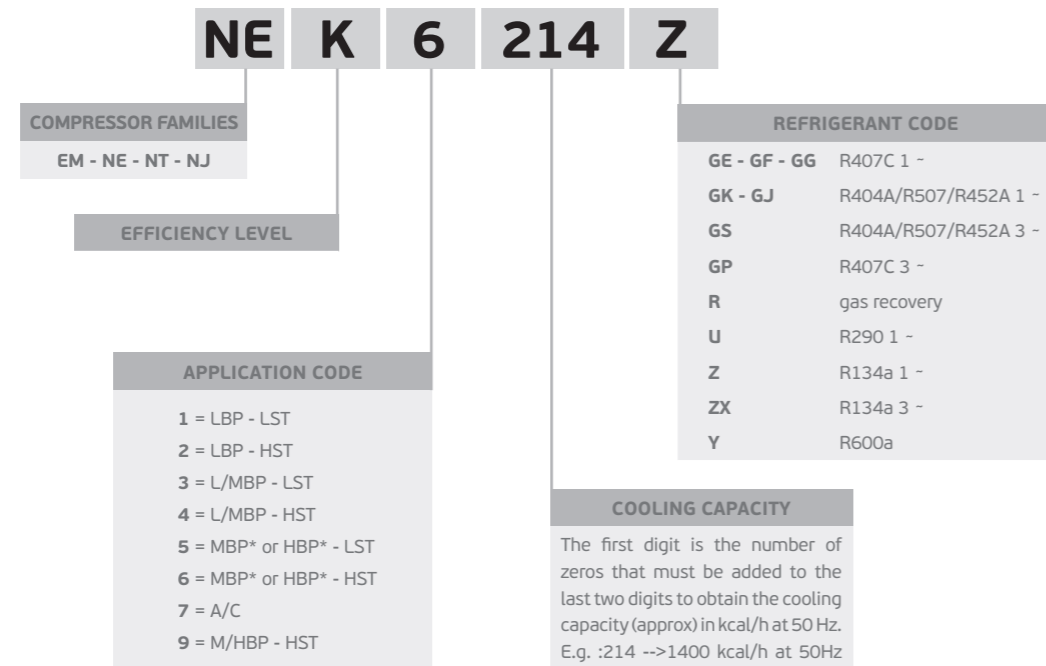 NE K 6 214 Z
COMPRESSOR FAMILIES
EM - NE - NT - NJ
EFFICIENCY LEVEL
APPLICATION CODE
1 = LBP - LST
2 = LBP - HST
3 = L/MBP - LST
4 = L/MBP - HST
5 = MBP* or HBP* - LST
6 = MBP* or HBP* - HST
7 = A/C
9 = M/HBP - HST
COOLING CAPACITY
The first digit is the number of
zeros that must be added to the
last two digits to obtain the cooling
capacity (approx) in kcal/h at 50 Hz.
E.g. :214 -->1400 kcal/h at 50Hz
REFRIGERANT CODE
GE - GF - GG R407C 1 ~
GK - GJ R404A/R507/R452A 1 ~
GS R404A/R507/R452A 3 ~
GP R407C 3 ~
R gas recovery
U R290 1 ~
Z R134a 1 ~
ZX R134a 3 ~
Y R600a